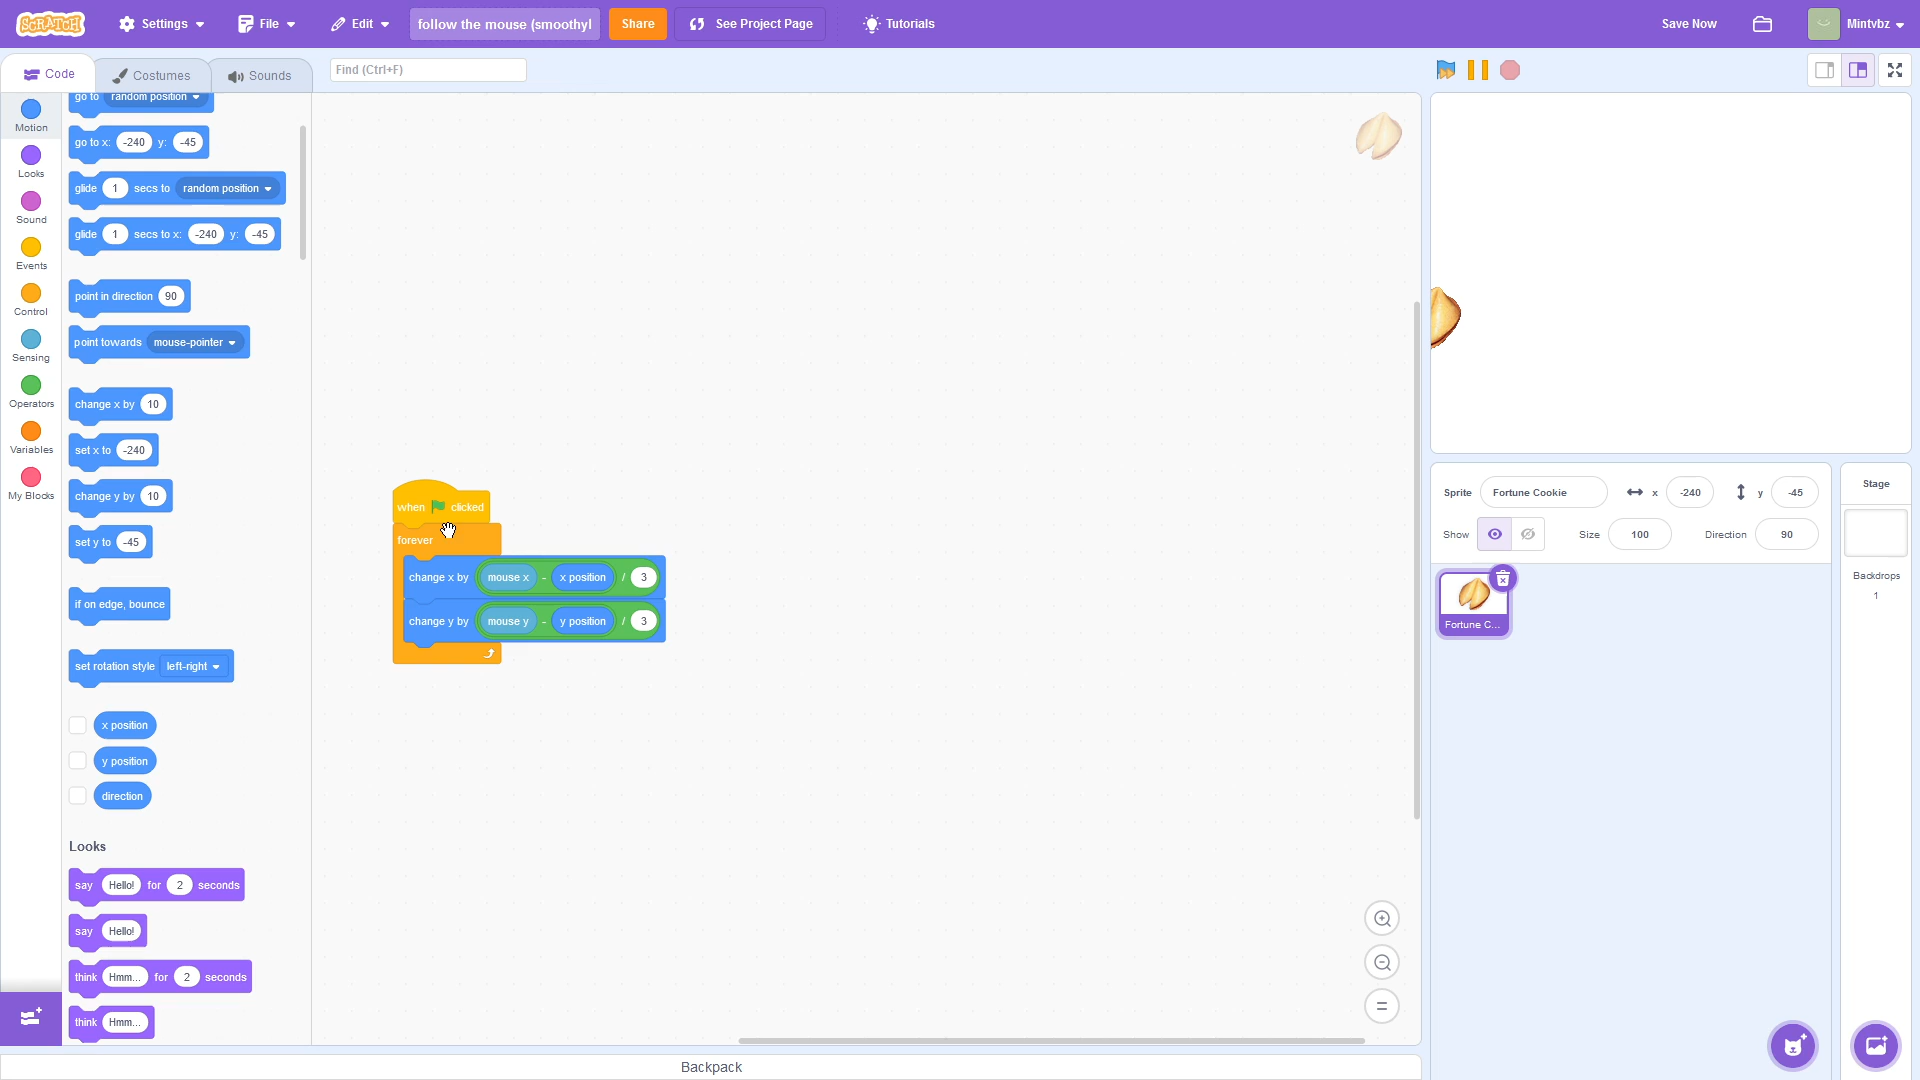 SCRATCH
Settings
File
Edit
follow the mouse (smoothyl
Share
See Project Page
Tutorials
Save Now
Mintvbz
Code
Costumes
Sounds
Find (Ctrl+F)
Motion
Looks
Sound
Events
Control
Sensing
Operators
Variables
My Blocks
go to random position
go to x: -240 y: -45
glide 1 secs to random position
glide 1 secs to x: -240 y: -45
point in direction 90
point towards mouse-pointer
change x by 10
set x to -240
change y by 10
set y to -45
if on edge, bounce
set rotation style left-right
x position
y position
direction
Looks
say Hello! for 2 seconds
say Hello!
think Hmm... for 2 seconds
think Hmm...
when clicked
forever
change x by mouse x - x position / 3
change y by mouse y - y position / 3
Backpack
Sprite Fortune Cookie x -240 y -45
Show Size 100 Direction 90
Fortune C...
Stage
Backdrops
1